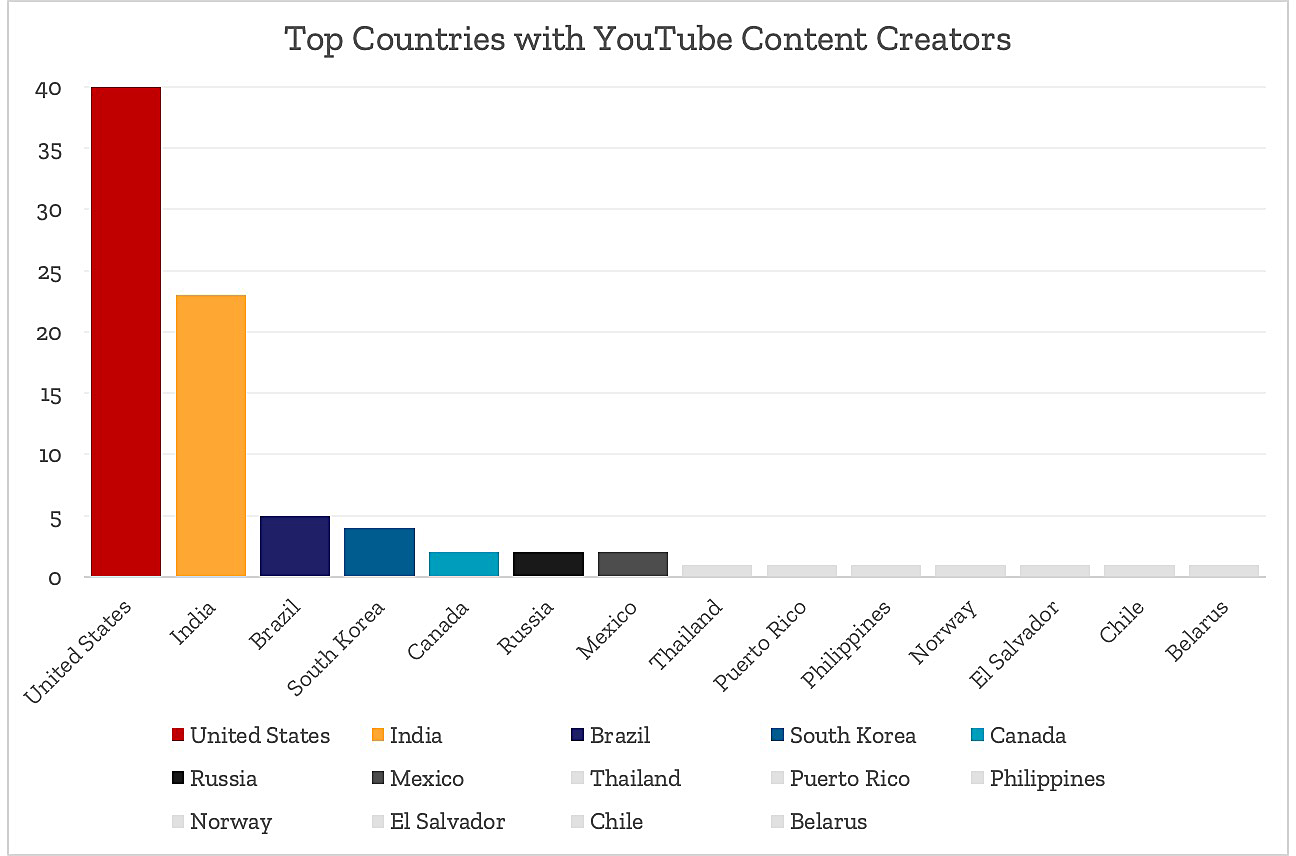 Top Countries with YouTube Content Creators
40
35
30
25
20
15
10
5
0
United States
India
Brazil
South Korea
Canada
Russia
Mexico
Thailand
Puerto Rico
Philippines
Norway
El Salvador
Chile
Belarus
United States India Brazil South Korea Canada
Russia Mexico Thailand Puerto Rico Philippines
Norway El Salvador Chile Belarus